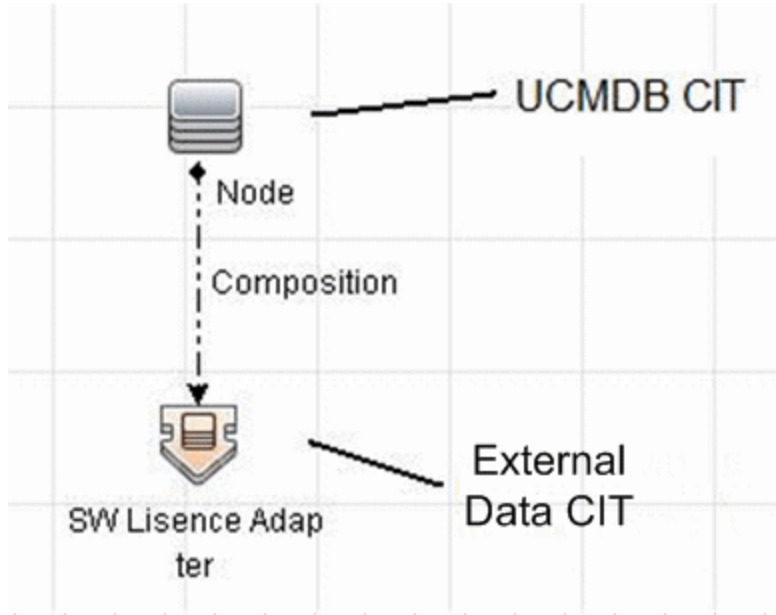 UCMDB CIT
Node
Composition
External
Data CIT
SW Lisence Adap
ter